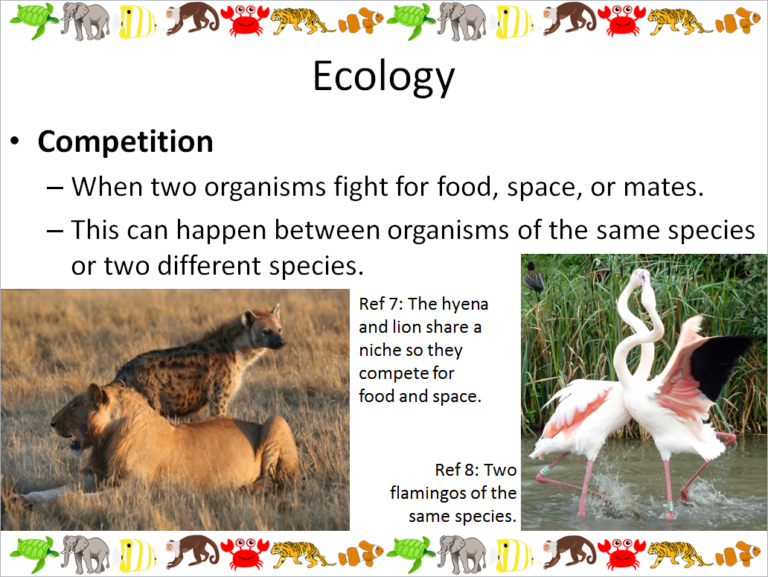 Ecology
• Competition
– When two organisms fight for food, space, or mates.
– This can happen between organisms of the same species
or two different species.
Ref 7: The hyena
and lion share a
niche so they
compete for
food and space.
Ref 8: Two
flamingos of the
same species.